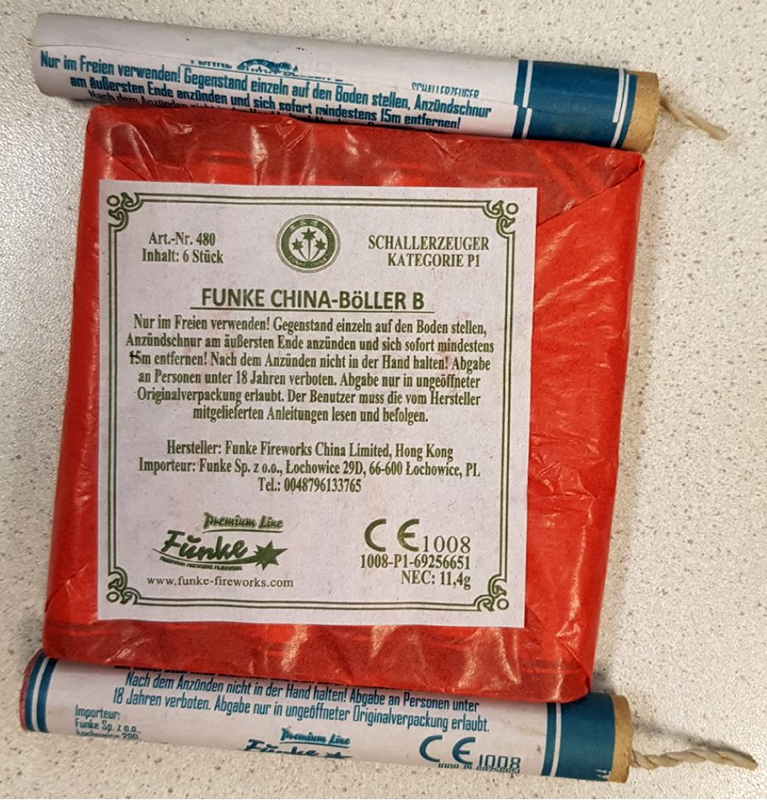 Nur im Freien verwenden! Gegenstand einzeln auf den Boden stellen, Anzündschnur
SCHALLERZEUGER
am äußersten Ende anzünden und sich sofort mindestens 15m entfernen!
Art.-Nr. 480
Inhalt: 6 Stück
SCHALLERZEUGER
KATEGORIE P1
FUNKE CHINA-BöLLER B
Nur im Freien verwenden! Gegenstand einzeln auf den Boden stellen,
Anzündschnur am äußersten Ende anzünden und sich sofort mindestens
15m entfernen! Nach dem Anzünden nicht in der Hand halten! Abgabe
an Personen unter 18 Jahren verboten. Abgabe nur in ungeöffneter
Originalverpackung erlaubt. Der Benutzer muss die vom Hersteller
mitgelieferten Anleitungen lesen und befolgen.
Hersteller: Funke Fireworks China Limited, Hong Kong
Importeur: Funke Sp. z o.o., Łochowice 29D, 66-600 Łochowice, PL
Tel.: 0048796133765
Premium Line
Funke
www.funke-fireworks.com
CE 1008
1008-P1-69256651
NEC: 11,4g
Nach dem Anzünden nicht in der Hand halten! Abgabe an Personen unter
18 Jahren verboten. Abgabe nur in ungeöffneter Originalverpackung erlaubt.
Importeur:
Funke Sp. z o.o.,
Premium Line
Funke
CE 1008